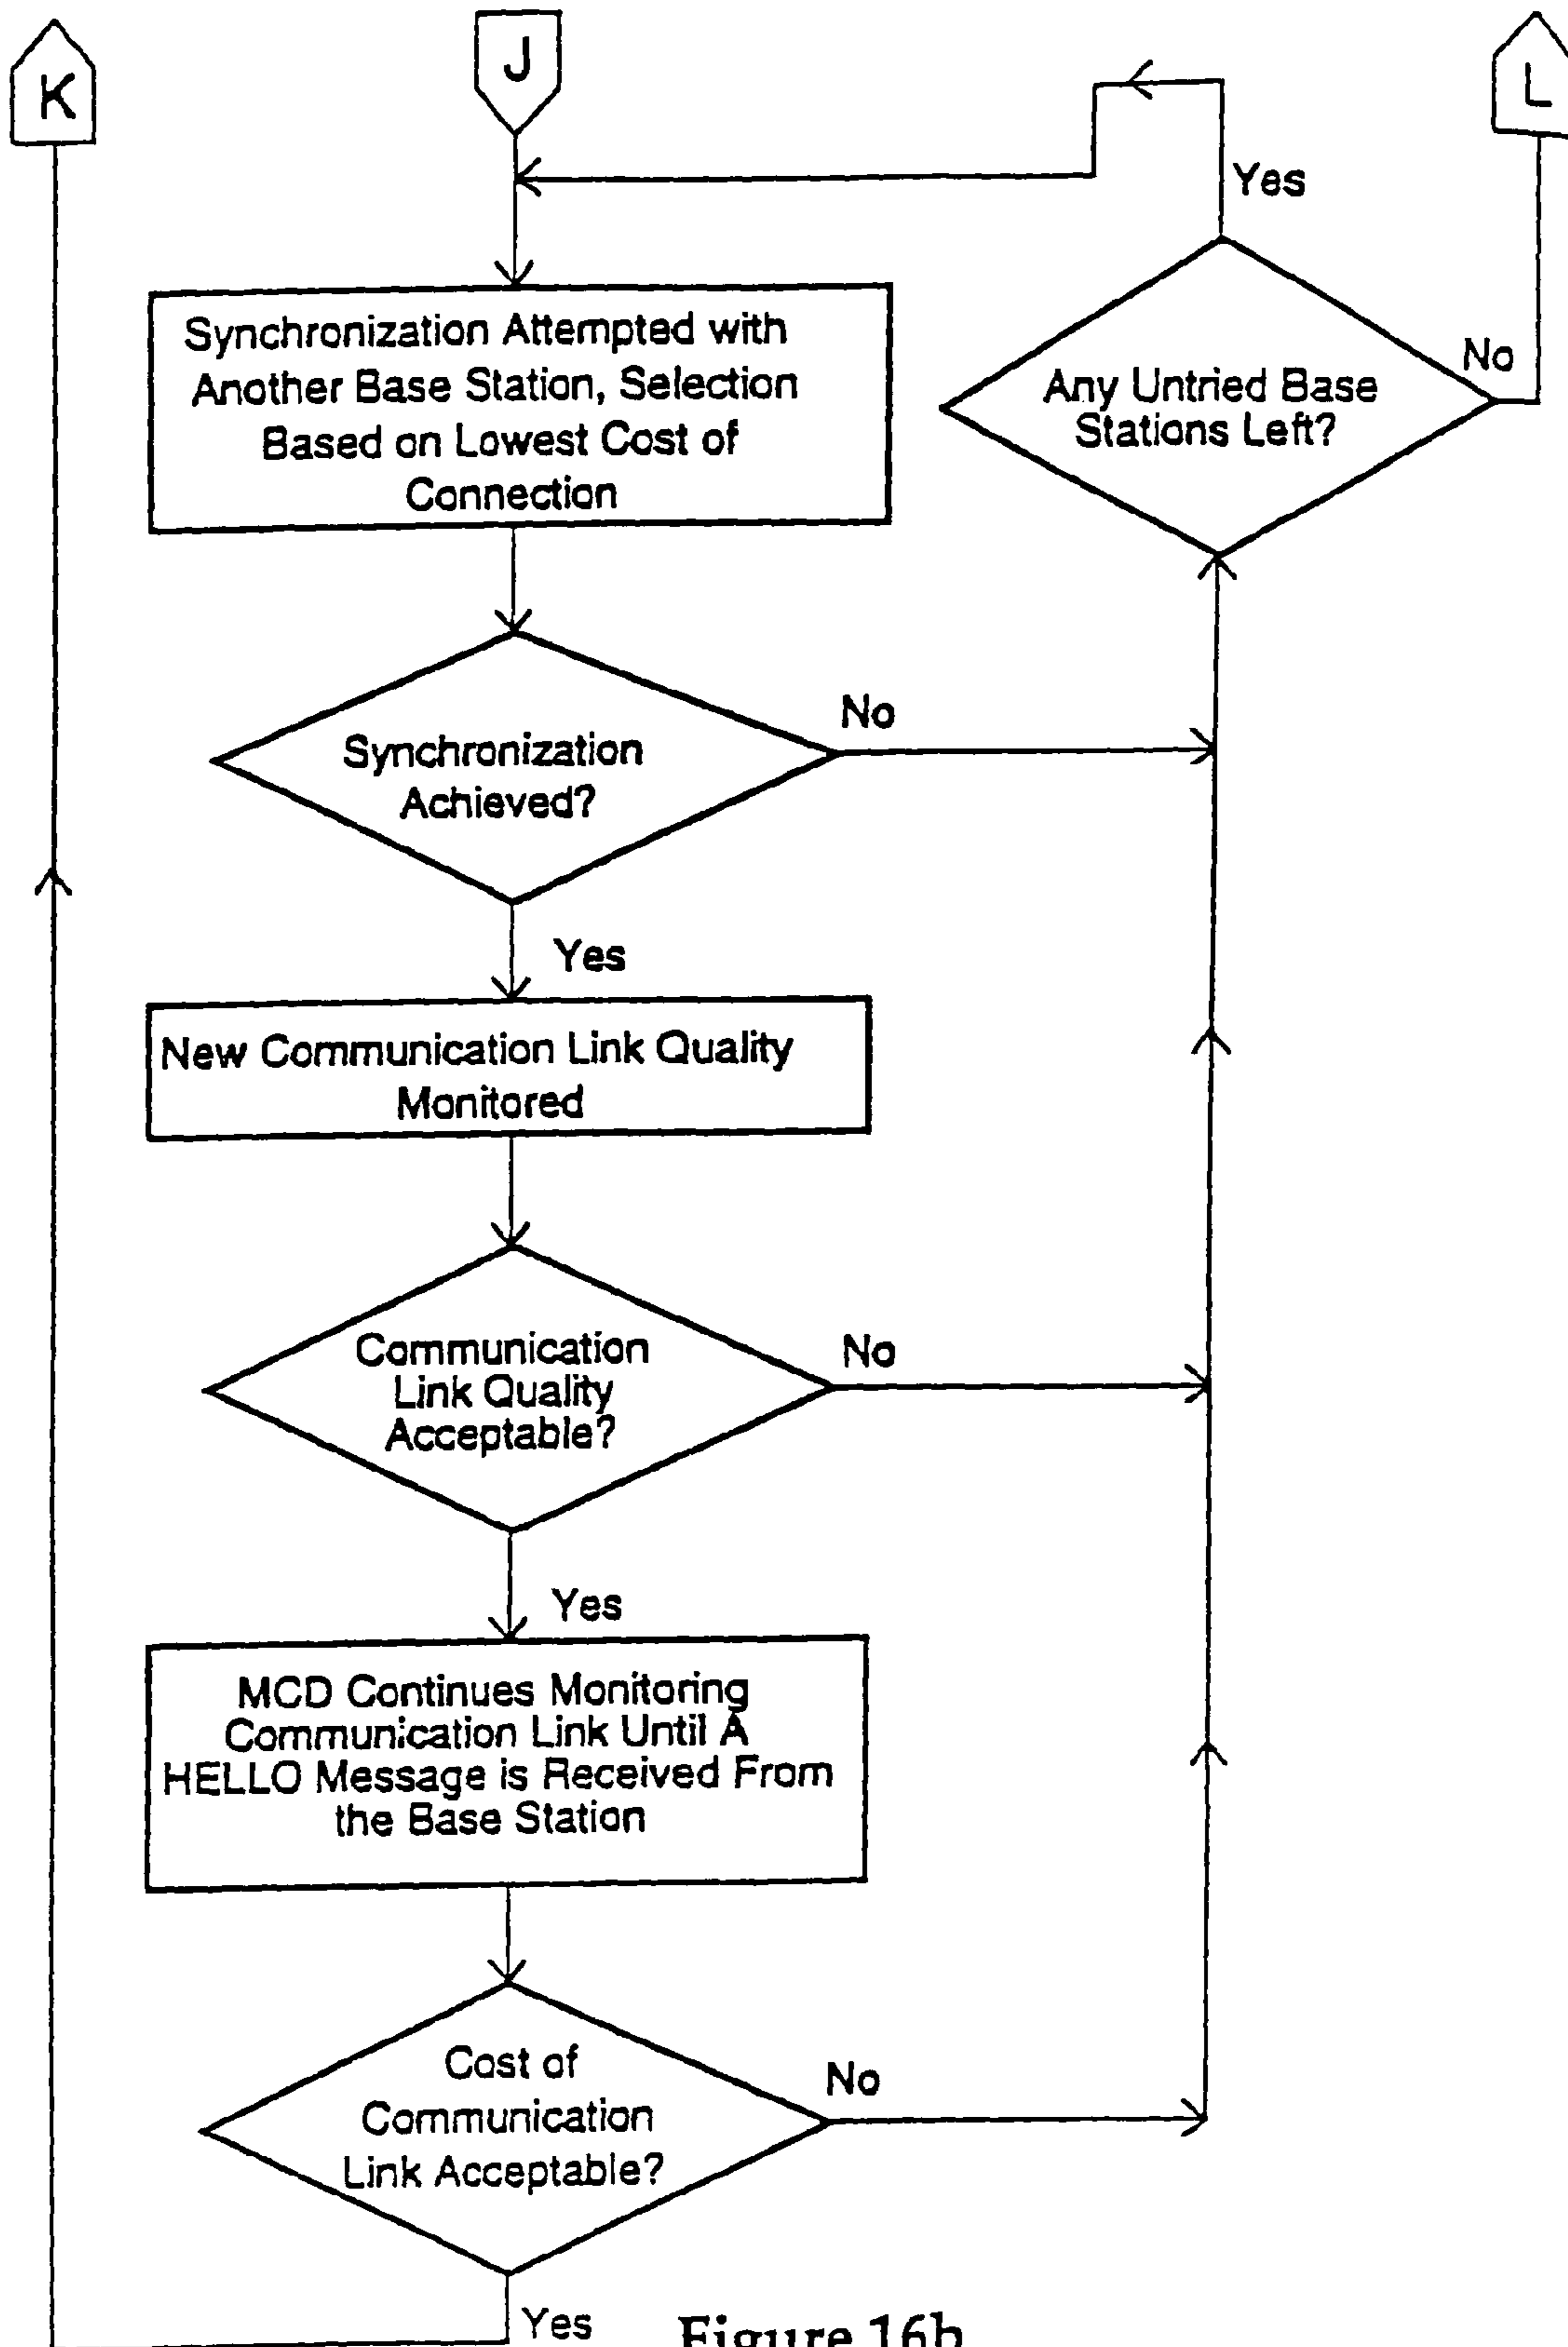 K
J
L
Yes
Synchronization Attempted with
Another Base Station, Selection
Based on Lowest Cost of
Connection
Any Untried Base
Stations Left?
No
Synchronization
Achieved?
No
Yes
New Communication Link Quality
Monitored
Communication
Link Quality
Acceptable?
No
Yes
MCD Continues Monitoring
Communication Link Until A
HELLO Message is Received From
the Base Station
Cost of
Communication
Link Acceptable?
No
Yes
Figure 16b